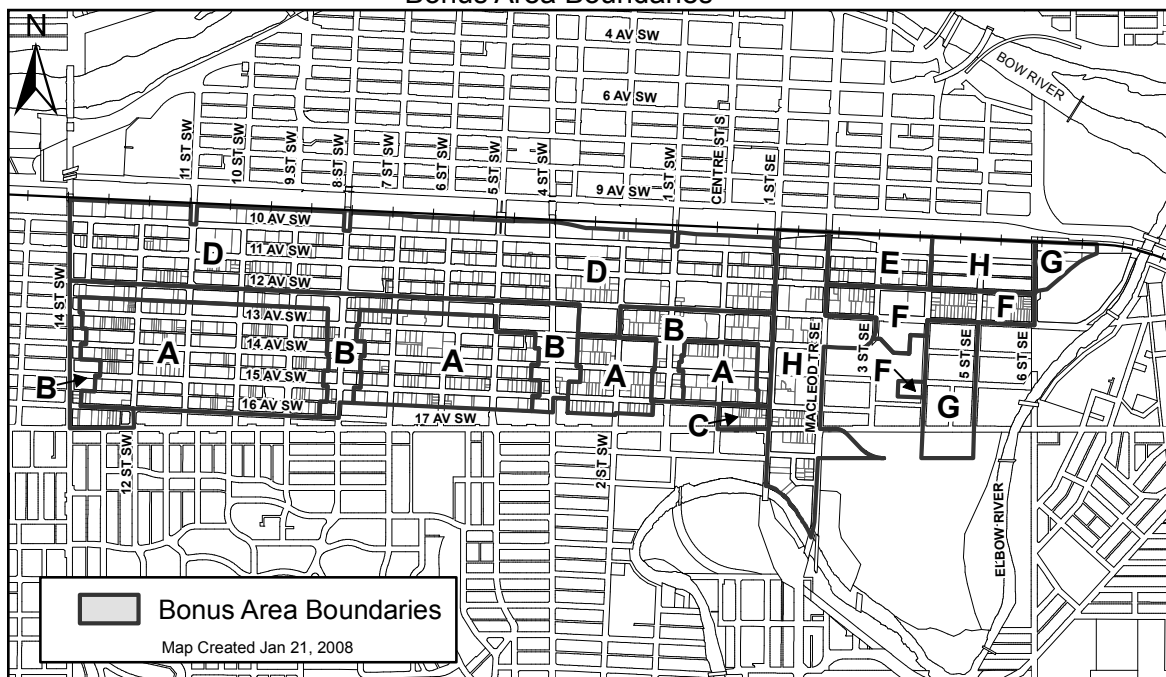 Bonus Area Boundaries
N
4 AV SW
BOW RIVER
6 AV SW
11 ST SW
10 ST SW
9 ST SW
8 ST SW
7 ST SW
6 ST SW
5 ST SW
4 ST SW
1 ST SW
CENTRE ST S
1 ST SE
9 AV SW
10 AV SW
11 AV SW
12 AV SW
D
D
E
H
G
14 ST SW
13 AV SW
14 AV SW
15 AV SW
16 AV SW
17 AV SW
A
B
B
A
B
A
B
A
C
H
MACLEOD TR SE
3 ST SE
F
F
F
5 ST SE
6 ST SE
G
12 ST SW
2 ST SW
ELBOW RIVER
Bonus Area Boundaries
Map Created Jan 21, 2008